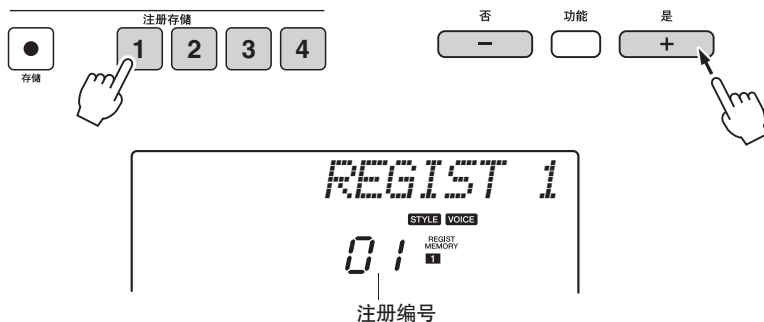 注册存储
1 2 3 4
存储
否 功能 是
− +
REGIST 1
STYLE VOICE
01
REGIST
MEMORY
1
注册编号